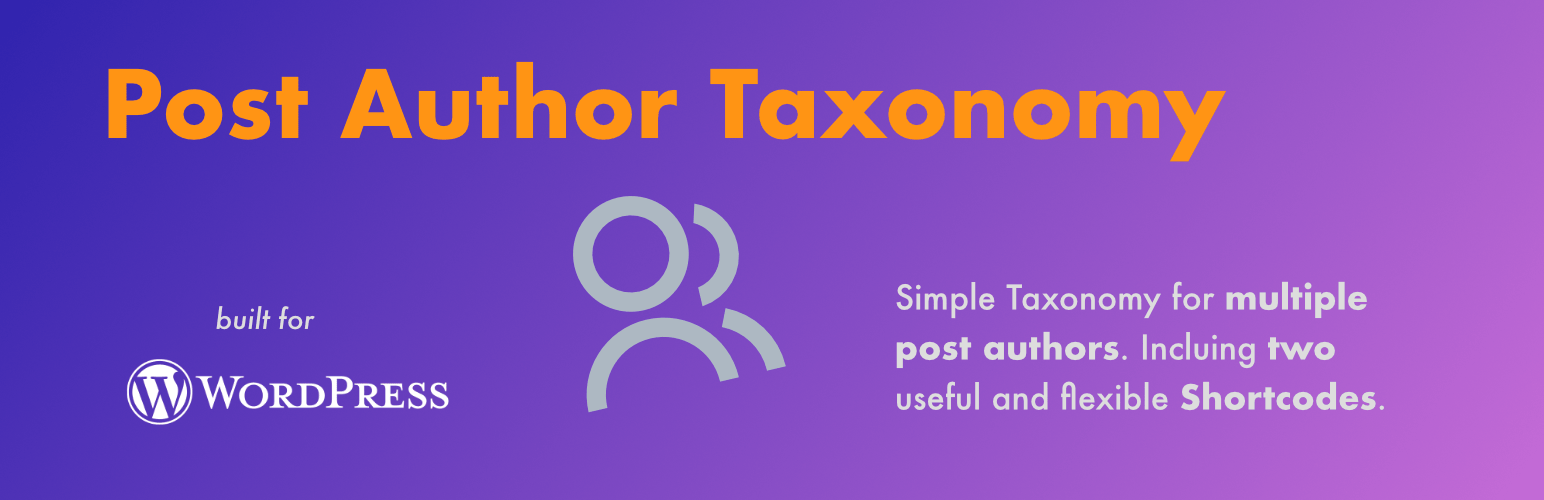 Post Author Taxonomy
built for
WORDPRESS
Simple Taxonomy for multiple
post authors. Incluing two
useful and flexible Shortcodes.